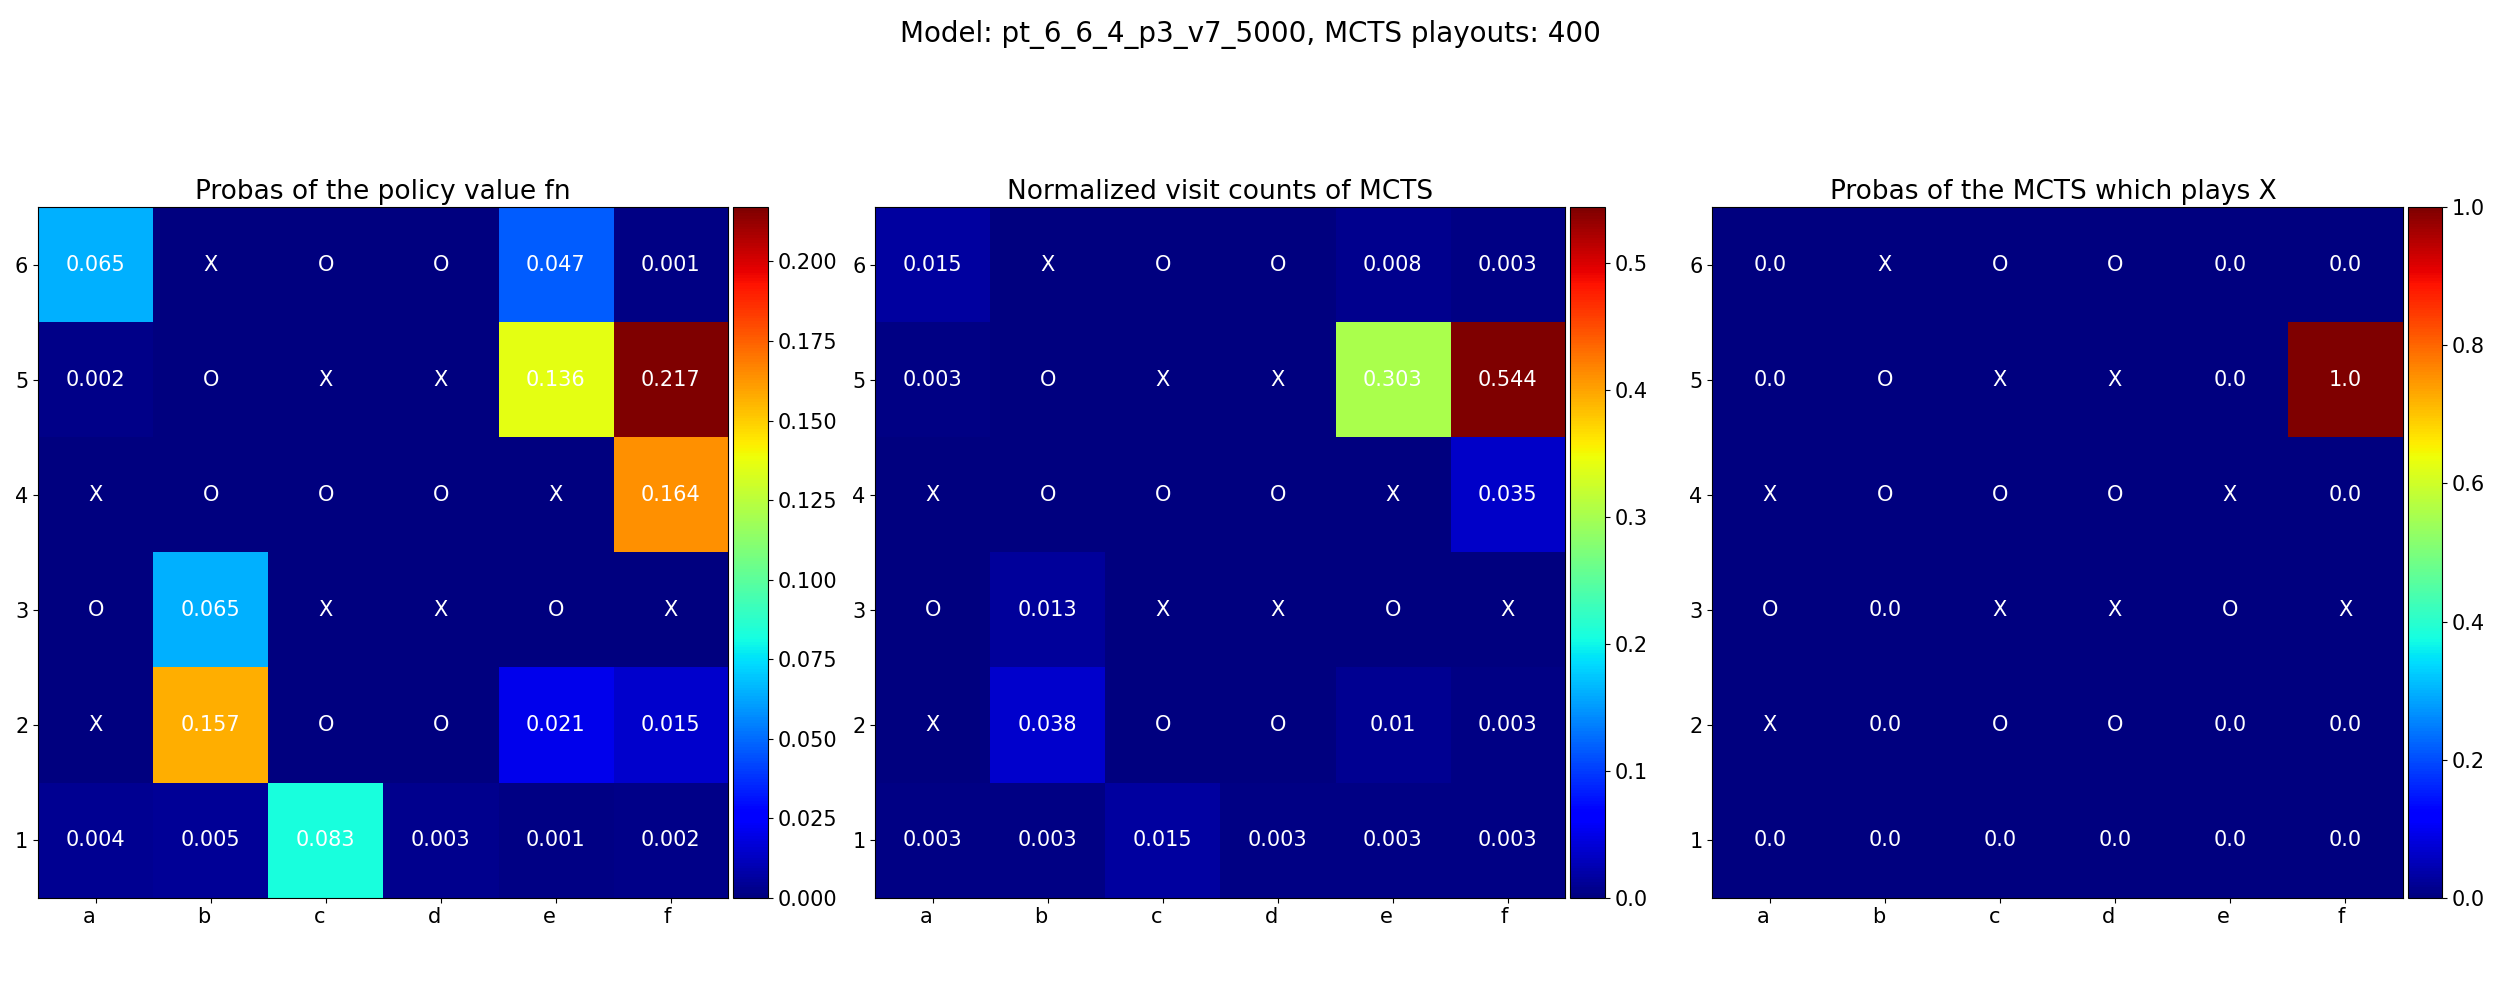 Model: pt_6_6_4_p3_v7_5000, MCTS playouts: 400
Probas of the policy value fn
6 0.065 X O O 0.047 0.001
5 0.002 O X X 0.136 0.217
4 X O O O X 0.164
3 O 0.065 X X O X
2 X 0.157 O O 0.021 0.015
1 0.004 0.005 0.083 0.003 0.001 0.002
a b c d e f
0.200
0.175
0.150
0.125
0.100
0.075
0.050
0.025
0.000
Normalized visit counts of MCTS
6 0.015 X O O 0.008 0.003
5 0.003 O X X 0.303 0.544
4 X O O O X 0.035
3 O 0.013 X X O X
2 X 0.038 O O 0.01 0.003
1 0.003 0.003 0.015 0.003 0.003 0.003
a b c d e f
0.5
0.4
0.3
0.2
0.1
0.0
Probas of the MCTS which plays X
6 0.0 X O O 0.0 0.0
5 0.0 O X X 0.0 1.0
4 X O O O X 0.0
3 O 0.0 X X O X
2 X 0.0 O O 0.0 0.0
1 0.0 0.0 0.0 0.0 0.0 0.0
a b c d e f
1.0
0.8
0.6
0.4
0.2
0.0